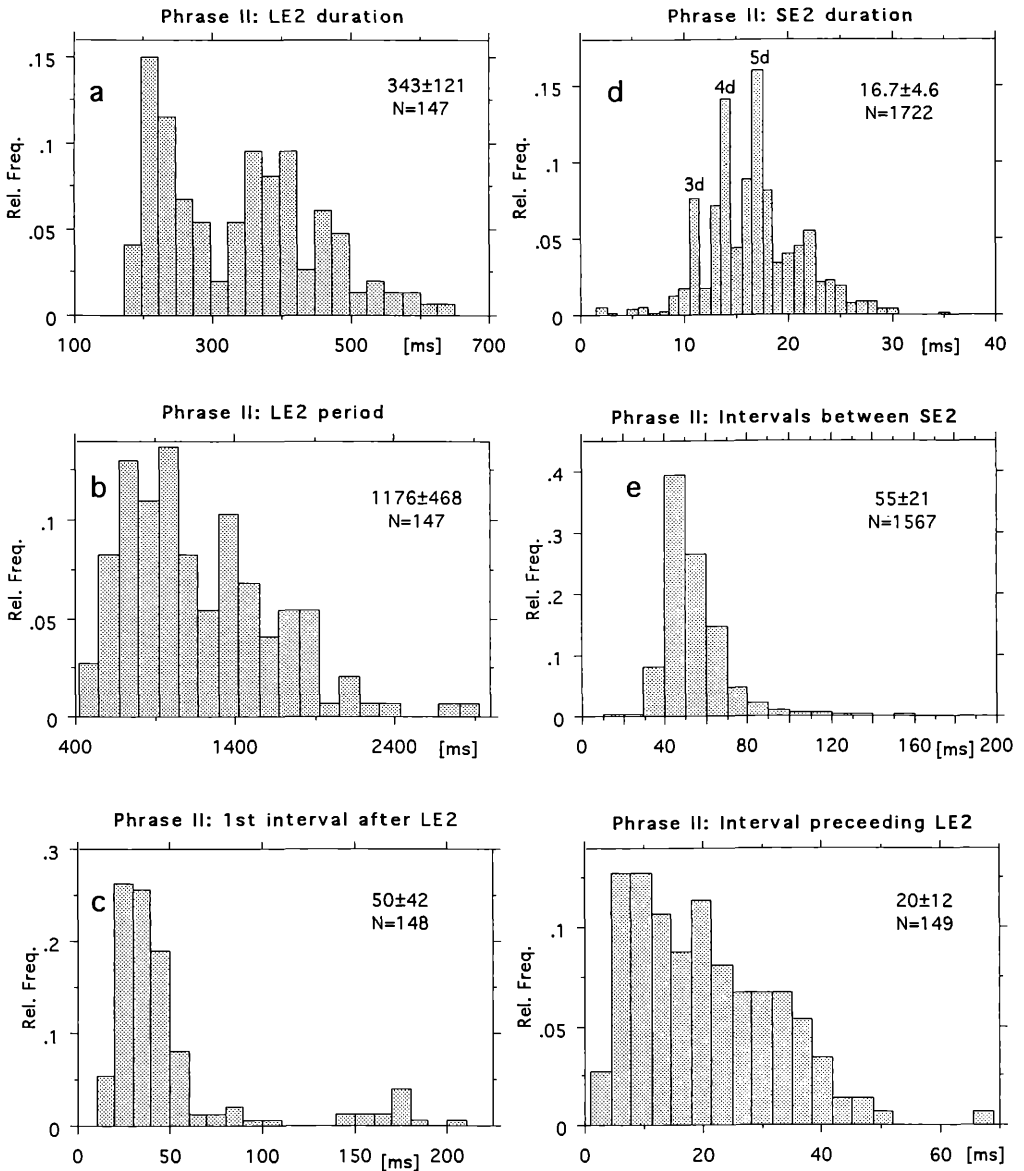 Phrase II: LE2 duration
.15
.1
.05
0
Rel. Freq.
a
343±121
N=147
100 300 500 [ms] 700
Phrase II: SE2 duration
.15
.1
.05
0
Rel. Freq.
d
3d
4d
5d
16.7±4.6
N=1722
0 10 20 30 [ms] 40
Phrase II: LE2 period
.1
.05
0
Rel. Freq.
b
1176±468
N=147
400 1400 2400 [ms]
Phrase II: Intervals between SE2
.4
.3
.2
.1
0
Rel. Freq.
e
55±21
N=1567
0 40 80 120 160 [ms] 200
Phrase II: 1st interval after LE2
.3
.2
.1
0
Rel. Freq.
c
50±42
N=148
0 50 100 150 200 [ms]
Phrase II: Interval preceeding LE2
.1
.05
0
Rel. Freq.
20±12
N=149
0 20 40 60 [ms]